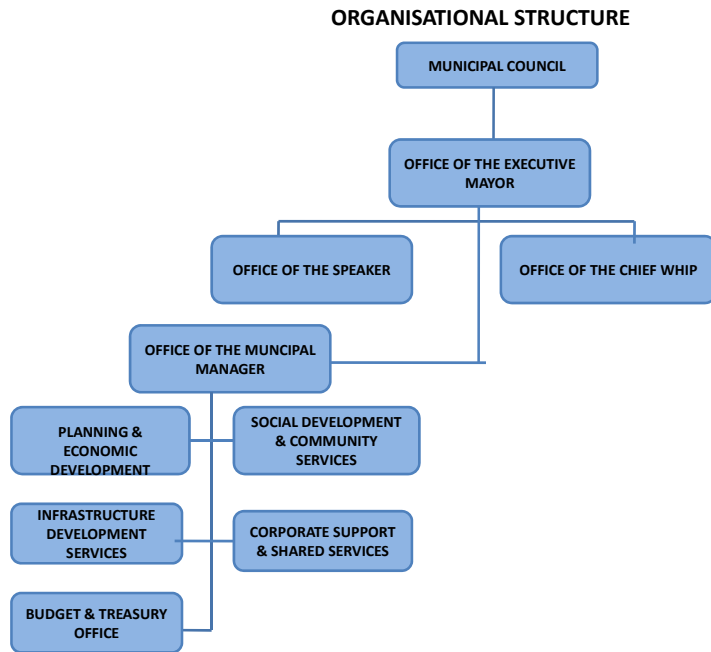 ORGANISATIONAL STRUCTURE
MUNICIPAL COUNCIL
OFFICE OF THE EXECUTIVE
MAYOR
OFFICE OF THE SPEAKER
OFFICE OF THE CHIEF WHIP
OFFICE OF THE MUNCIPAL
MANAGER
PLANNING &
ECONOMIC
DEVELOPMENT
SOCIAL DEVELOPMENT
& COMMUNITY
SERVICES
INFRASTRUCTURE
DEVELOPMENT
SERVICES
CORPORATE SUPPORT
& SHARED SERVICES
BUDGET & TREASURY
OFFICE